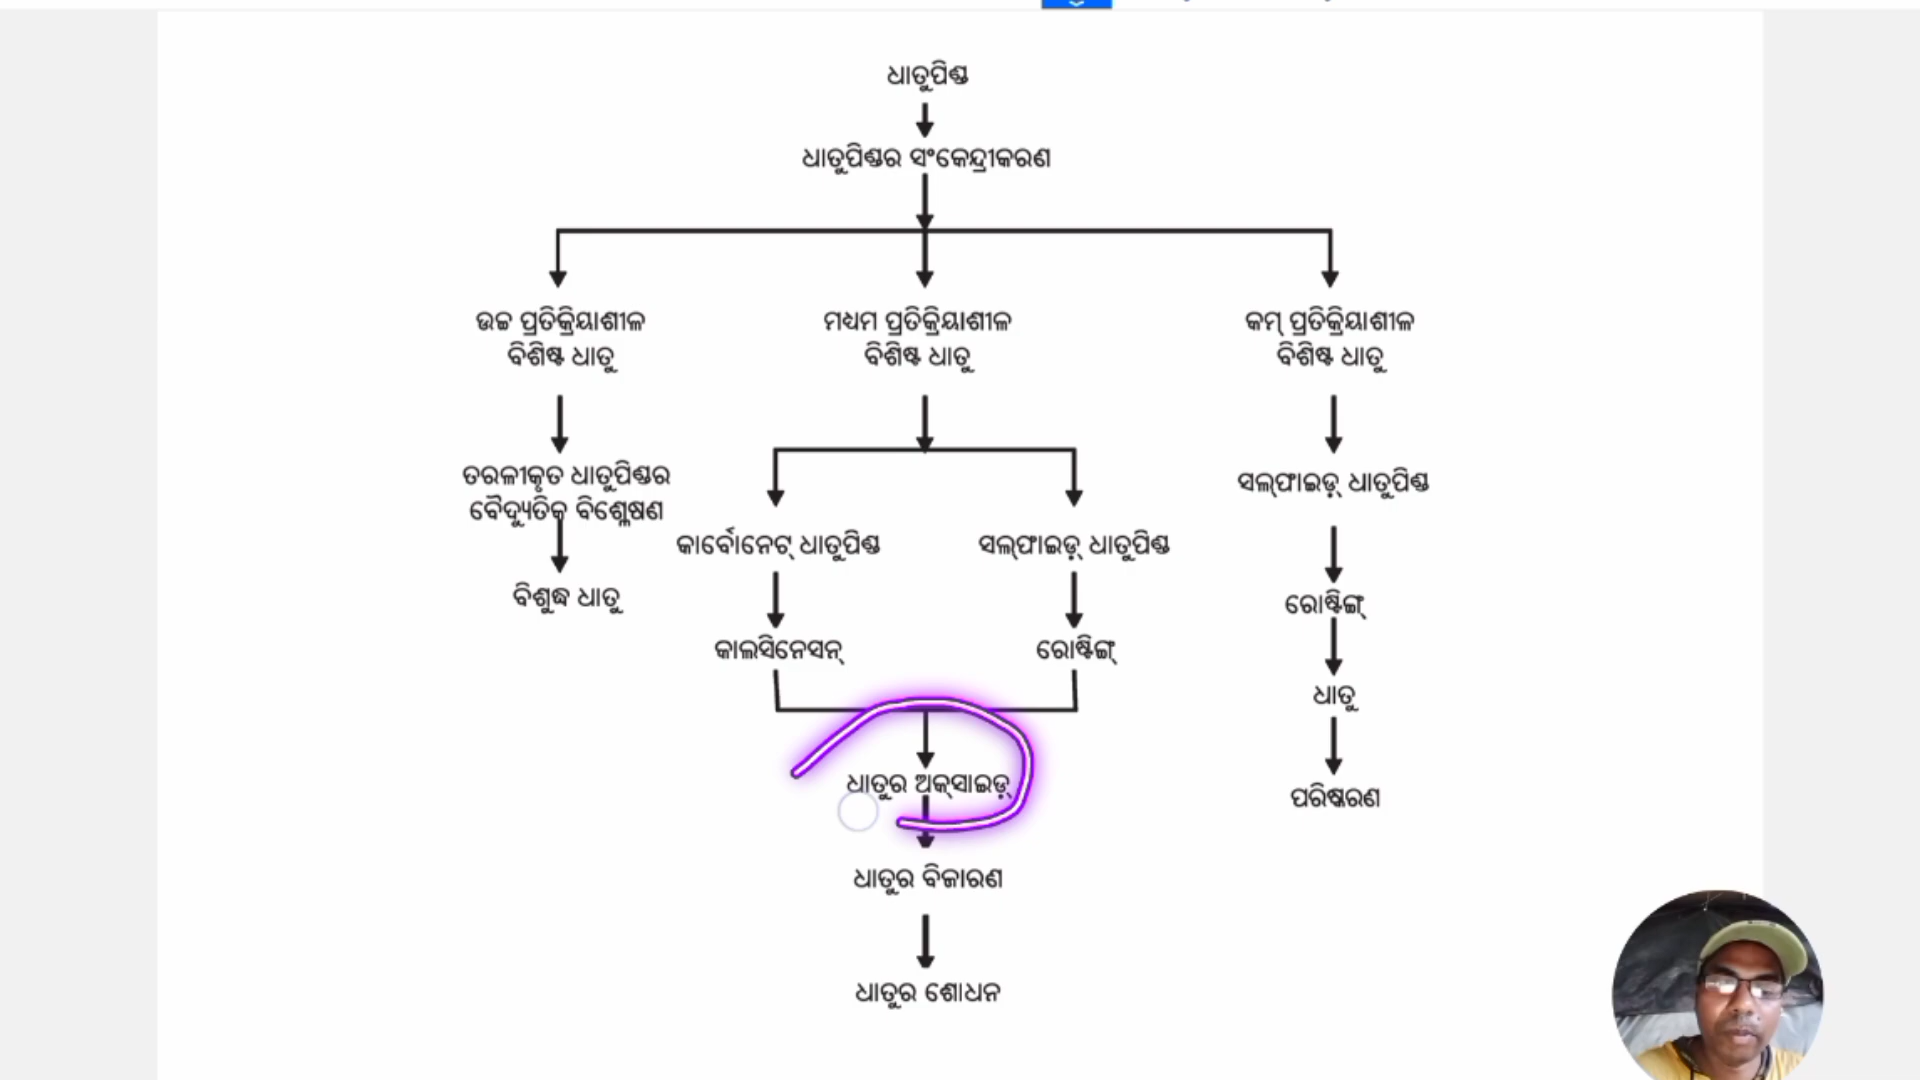 ଧାତୁପିଣ୍ଡ
ଧାତୁପିଣ୍ଡର ସଂକେନ୍ଦ୍ରୀକରଣ
ଉଚ୍ଚ ପ୍ରତିକ୍ରିୟାଶୀଳ
ବିଶିଷ୍ଟ ଧାତୁ
ତରଳୀକୃତ ଧାତୁପିଣ୍ଡର
ବୈଦ୍ୟୁତିକ ବିଶ୍ଳେଷଣ
ବିଶୁଦ୍ଧ ଧାତୁ
ମଧ୍ୟମ ପ୍ରତିକ୍ରିୟାଶୀଳ
ବିଶିଷ୍ଟ ଧାତୁ
କାର୍ବୋନେଟ୍ ଧାତୁପିଣ୍ଡ
କାଲସିନେସନ୍
ସଲ୍‌ଫାଇଡ଼୍ ଧାତୁପିଣ୍ଡ
ରୋଷ୍ଟିଙ୍ଗ୍
ଧାତୁର ଅକ୍‌ସାଇଡ଼୍
ଧାତୁର ବିଜାରଣ
ଧାତୁର ଶୋଧନ
କମ୍ ପ୍ରତିକ୍ରିୟାଶୀଳ
ବିଶିଷ୍ଟ ଧାତୁ
ସଲ୍‌ଫାଇଡ଼୍ ଧାତୁପିଣ୍ଡ
ରୋଷ୍ଟିଙ୍ଗ୍
ଧାତୁ
ପରିଷ୍କରଣ